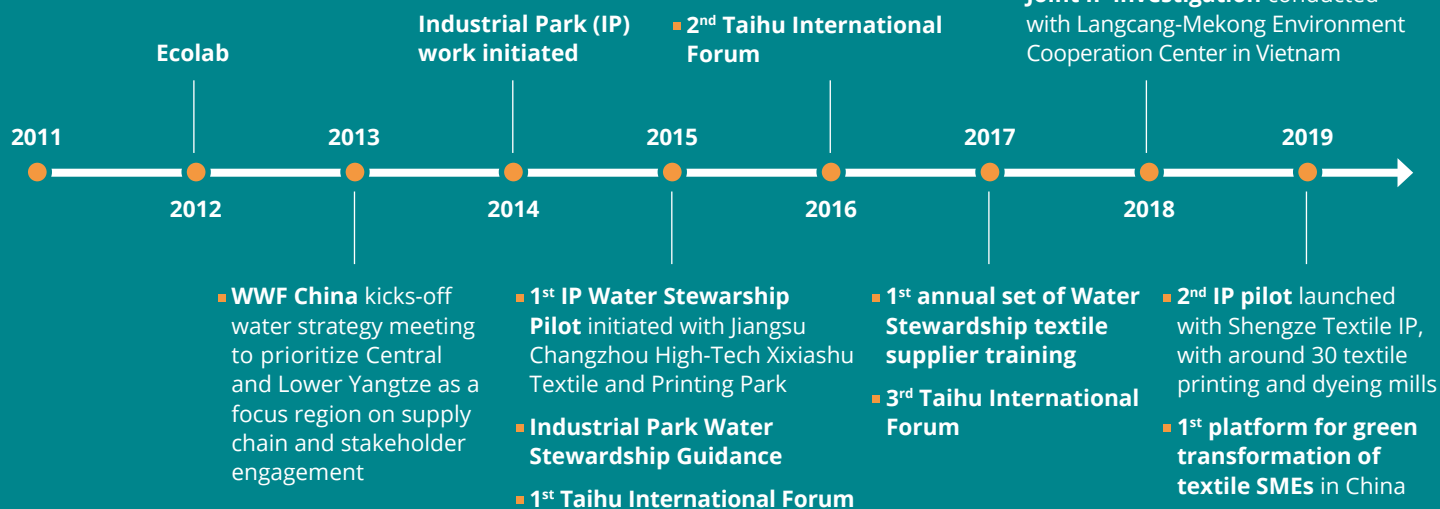 Joint IP investigation conducted
with Langcang-Mekong Environment
Cooperation Center in Vietnam
Industrial Park (IP)
work initiated
2nd Taihu International
Forum
Ecolab
2011
2013
2015
2017
2019
2012
2014
2016
2018
WWF China kicks-off
water strategy meeting
to prioritize Central
and Lower Yangtze as a
focus region on supply
chain and stakeholder
engagement
1st IP Water Stewarship
Pilot initiated with Jiangsu
Changzhou High-Tech Xixiashu
Textile and Printing Park
Industrial Park Water
Stewardship Guidance
1st Taihu International Forum
1st annual set of Water
Stewardship textile
supplier training
3rd Taihu International
Forum
2nd IP pilot launched
with Shengze Textile IP,
with around 30 textile
printing and dyeing mills
1st platform for green
transformation of
textile SMEs in China